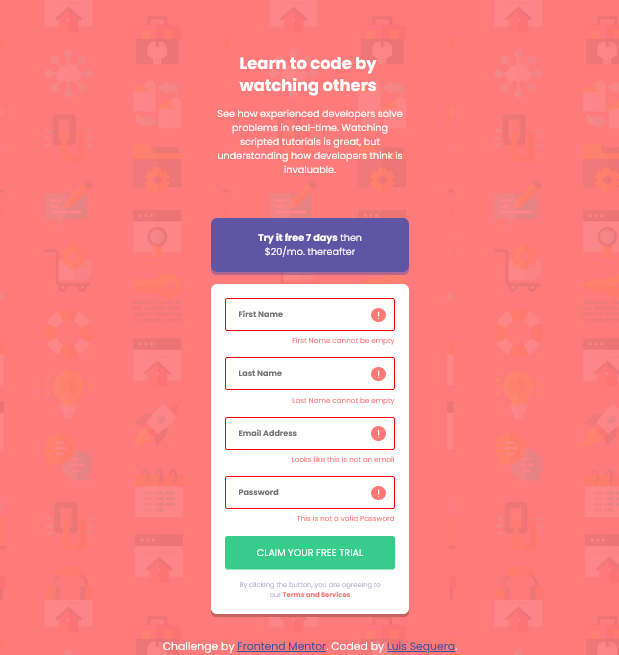 Learn to code by
watching others
See how experienced developers solve
problems in real-time. Watching
scripted tutorials is great, but
understanding how developers think is
invaluable.
Try it free 7 days then
$20/mo. thereafter
First Name
!
First Name cannot be empty
Last Name
!
Last Name cannot be empty
Email Address
!
Looks like this is not an email
Password
!
This is not a valid Password
CLAIM YOUR FREE TRIAL
By clicking the button, you are agreeing to
our Terms and Services
Challenge by Frontend Mentor. Coded by Luis Sequera.